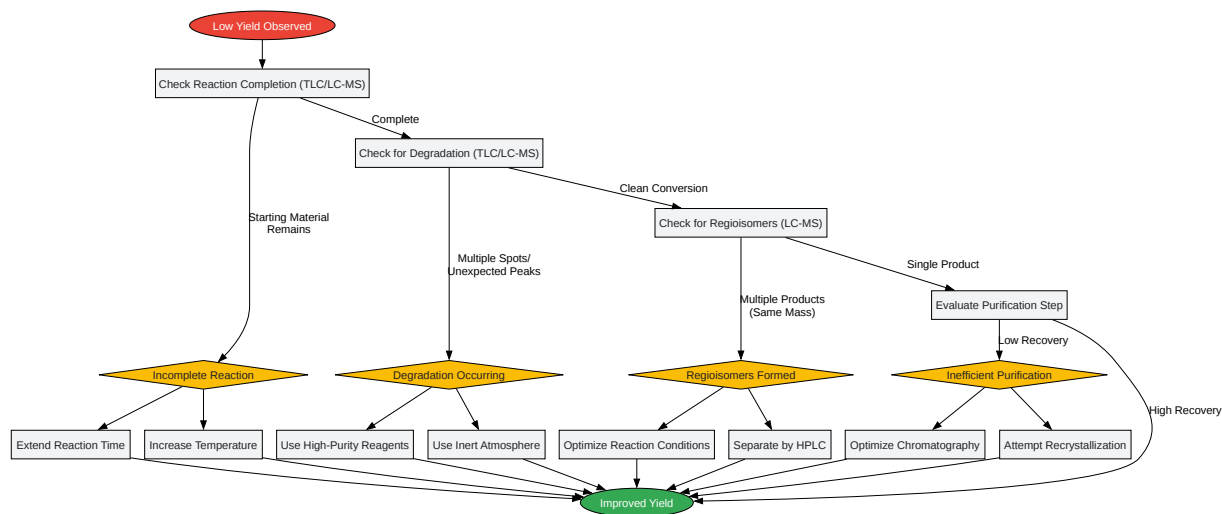 Low Yield Observed
Check Reaction Completion (TLC/LC-MS)
Complete
Check for Degradation (TLC/LC-MS)
Clean Conversion
Starting Material
Remains
Check for Regioisomers (LC-MS)
Multiple Spots/
Unexpected Peaks
Single Product
Multiple Products
(Same Mass)
Evaluate Purification Step
Low Recovery
Incomplete Reaction
Degradation Occurring
Regioisomers Formed
Inefficient Purification
High Recovery
Extend Reaction Time
Increase Temperature
Use High-Purity Reagents
Use Inert Atmosphere
Optimize Reaction Conditions
Separate by HPLC
Optimize Chromatography
Attempt Recrystallization
Improved Yield